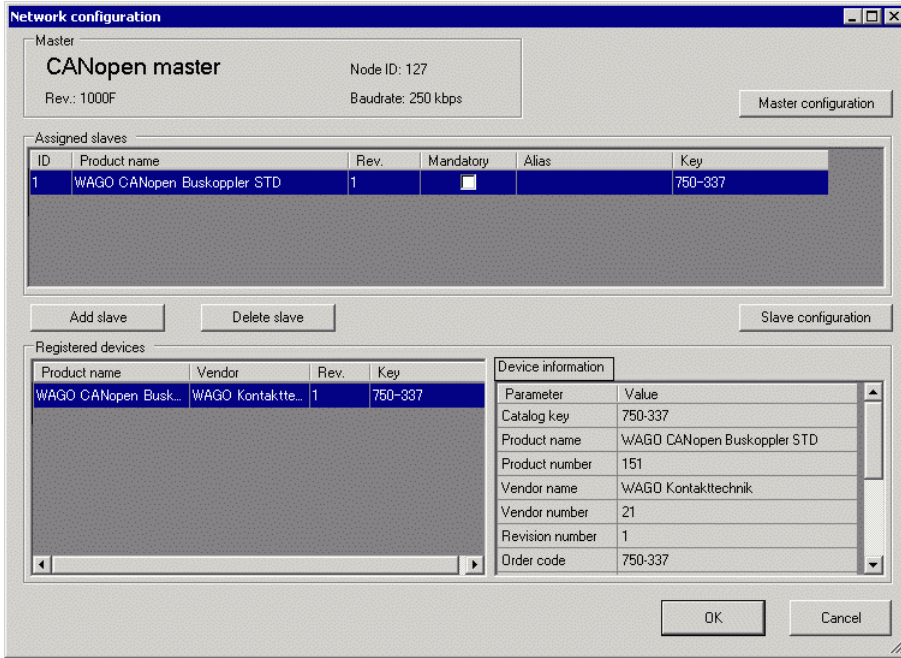 Network configuration
Master
CANopen master
Node ID: 127
Rev.: 1000F
Baudrate: 250 kbps
Master configuration
Assigned slaves
ID Product name Rev. Mandatory Alias Key
1 WAGO CANopen Buskoppler STD 1 750-337
Add slave
Delete slave
Slave configuration
Registered devices
Product name Vendor Rev. Key
WAGO CANopen Busk... WAGO Kontaktte... 1 750-337
Device information
Parameter Value
Catalog key 750-337
Product name WAGO CANopen Buskoppler STD
Product number 151
Vendor name WAGO Kontakttechnik
Vendor number 21
Revision number 1
Order code 750-337
OK
Cancel